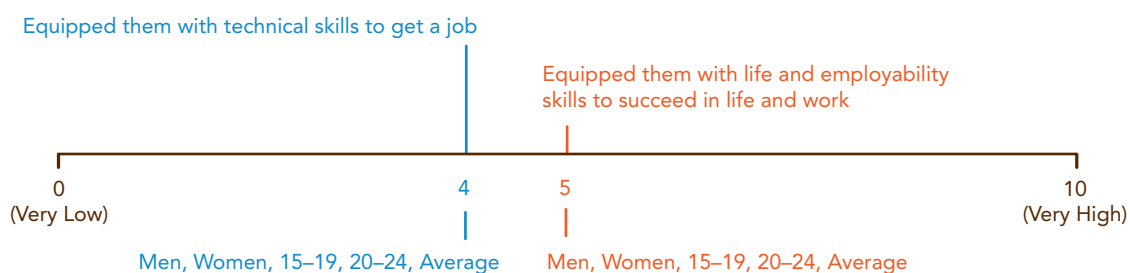 Equipped them with technical skills to get a job
Equipped them with life and employability
skills to succeed in life and work
0
(Very Low)
4
5
10
(Very High)
Men, Women, 15–19, 20–24, Average
Men, Women, 15–19, 20–24, Average